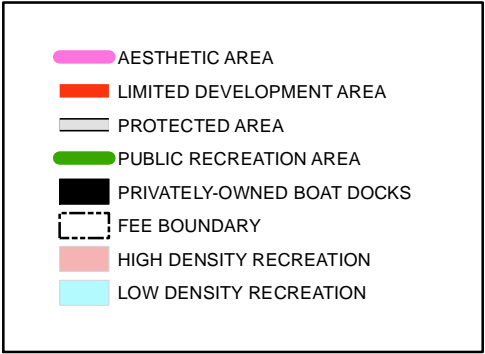 AESTHETIC AREA
LIMITED DEVELOPMENT AREA
PROTECTED AREA
PUBLIC RECREATION AREA
PRIVATELY-OWNED BOAT DOCKS
FEE BOUNDARY
HIGH DENSITY RECREATION
LOW DENSITY RECREATION